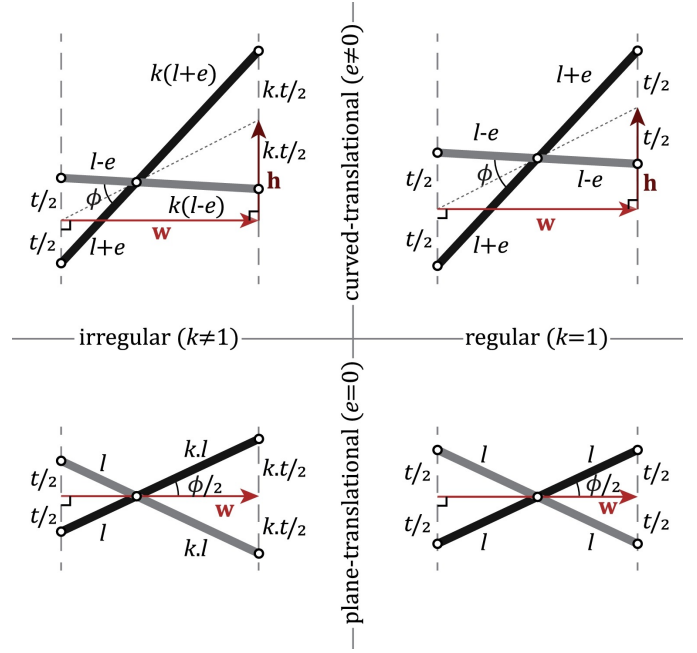 k(l+e)
k.t/2
l-e
k.t/2
t/2
ϕ
h
k(l-e)
t/2
w
l+e
curved-translational (e≠0)
l+e
t/2
l-e
t/2
t/2
ϕ
l-e
h
t/2
w
l+e
irregular (k≠1)
regular (k=1)
plane-translational (e=0)
l
k.l
t/2
k.t/2
ϕ/2
w
t/2
k.t/2
l
k.l
l
l
t/2
t/2
ϕ/2
w
t/2
t/2
l
l